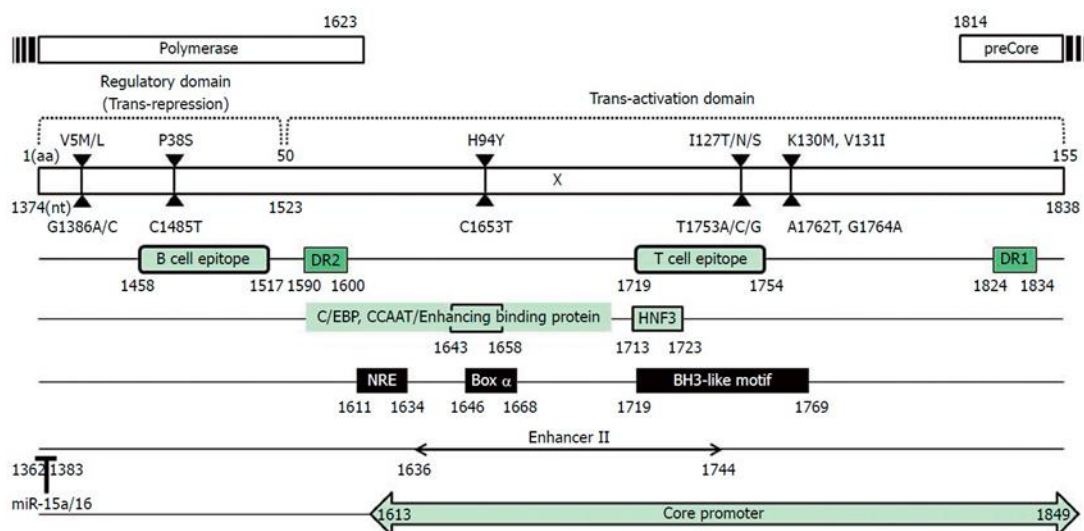 1623 1814
Polymerase preCore
Regulatory domain
(Trans-repression) Trans-activation domain
V5M/L P38S H94Y I127T/N/S K130M, V131I
1(aa) 50 155
X
1374(nt) 1523 1838
G1386A/C C1485T C1653T T1753A/C/G A1762T, G1764A
B cell epitope DR2 T cell epitope DR1
1458 1517 1590 1600 1719 1754 1824 1834
C/EBP, CCAAT/Enhancing binding protein HNF3
1643 1658 1713 1723
NRE Box α BH3-like motif
1611 1634 1646 1668 1719 1769
Enhancer II
1362 1383 1636 1744
miR-15a/16
1613 Core promoter 1849